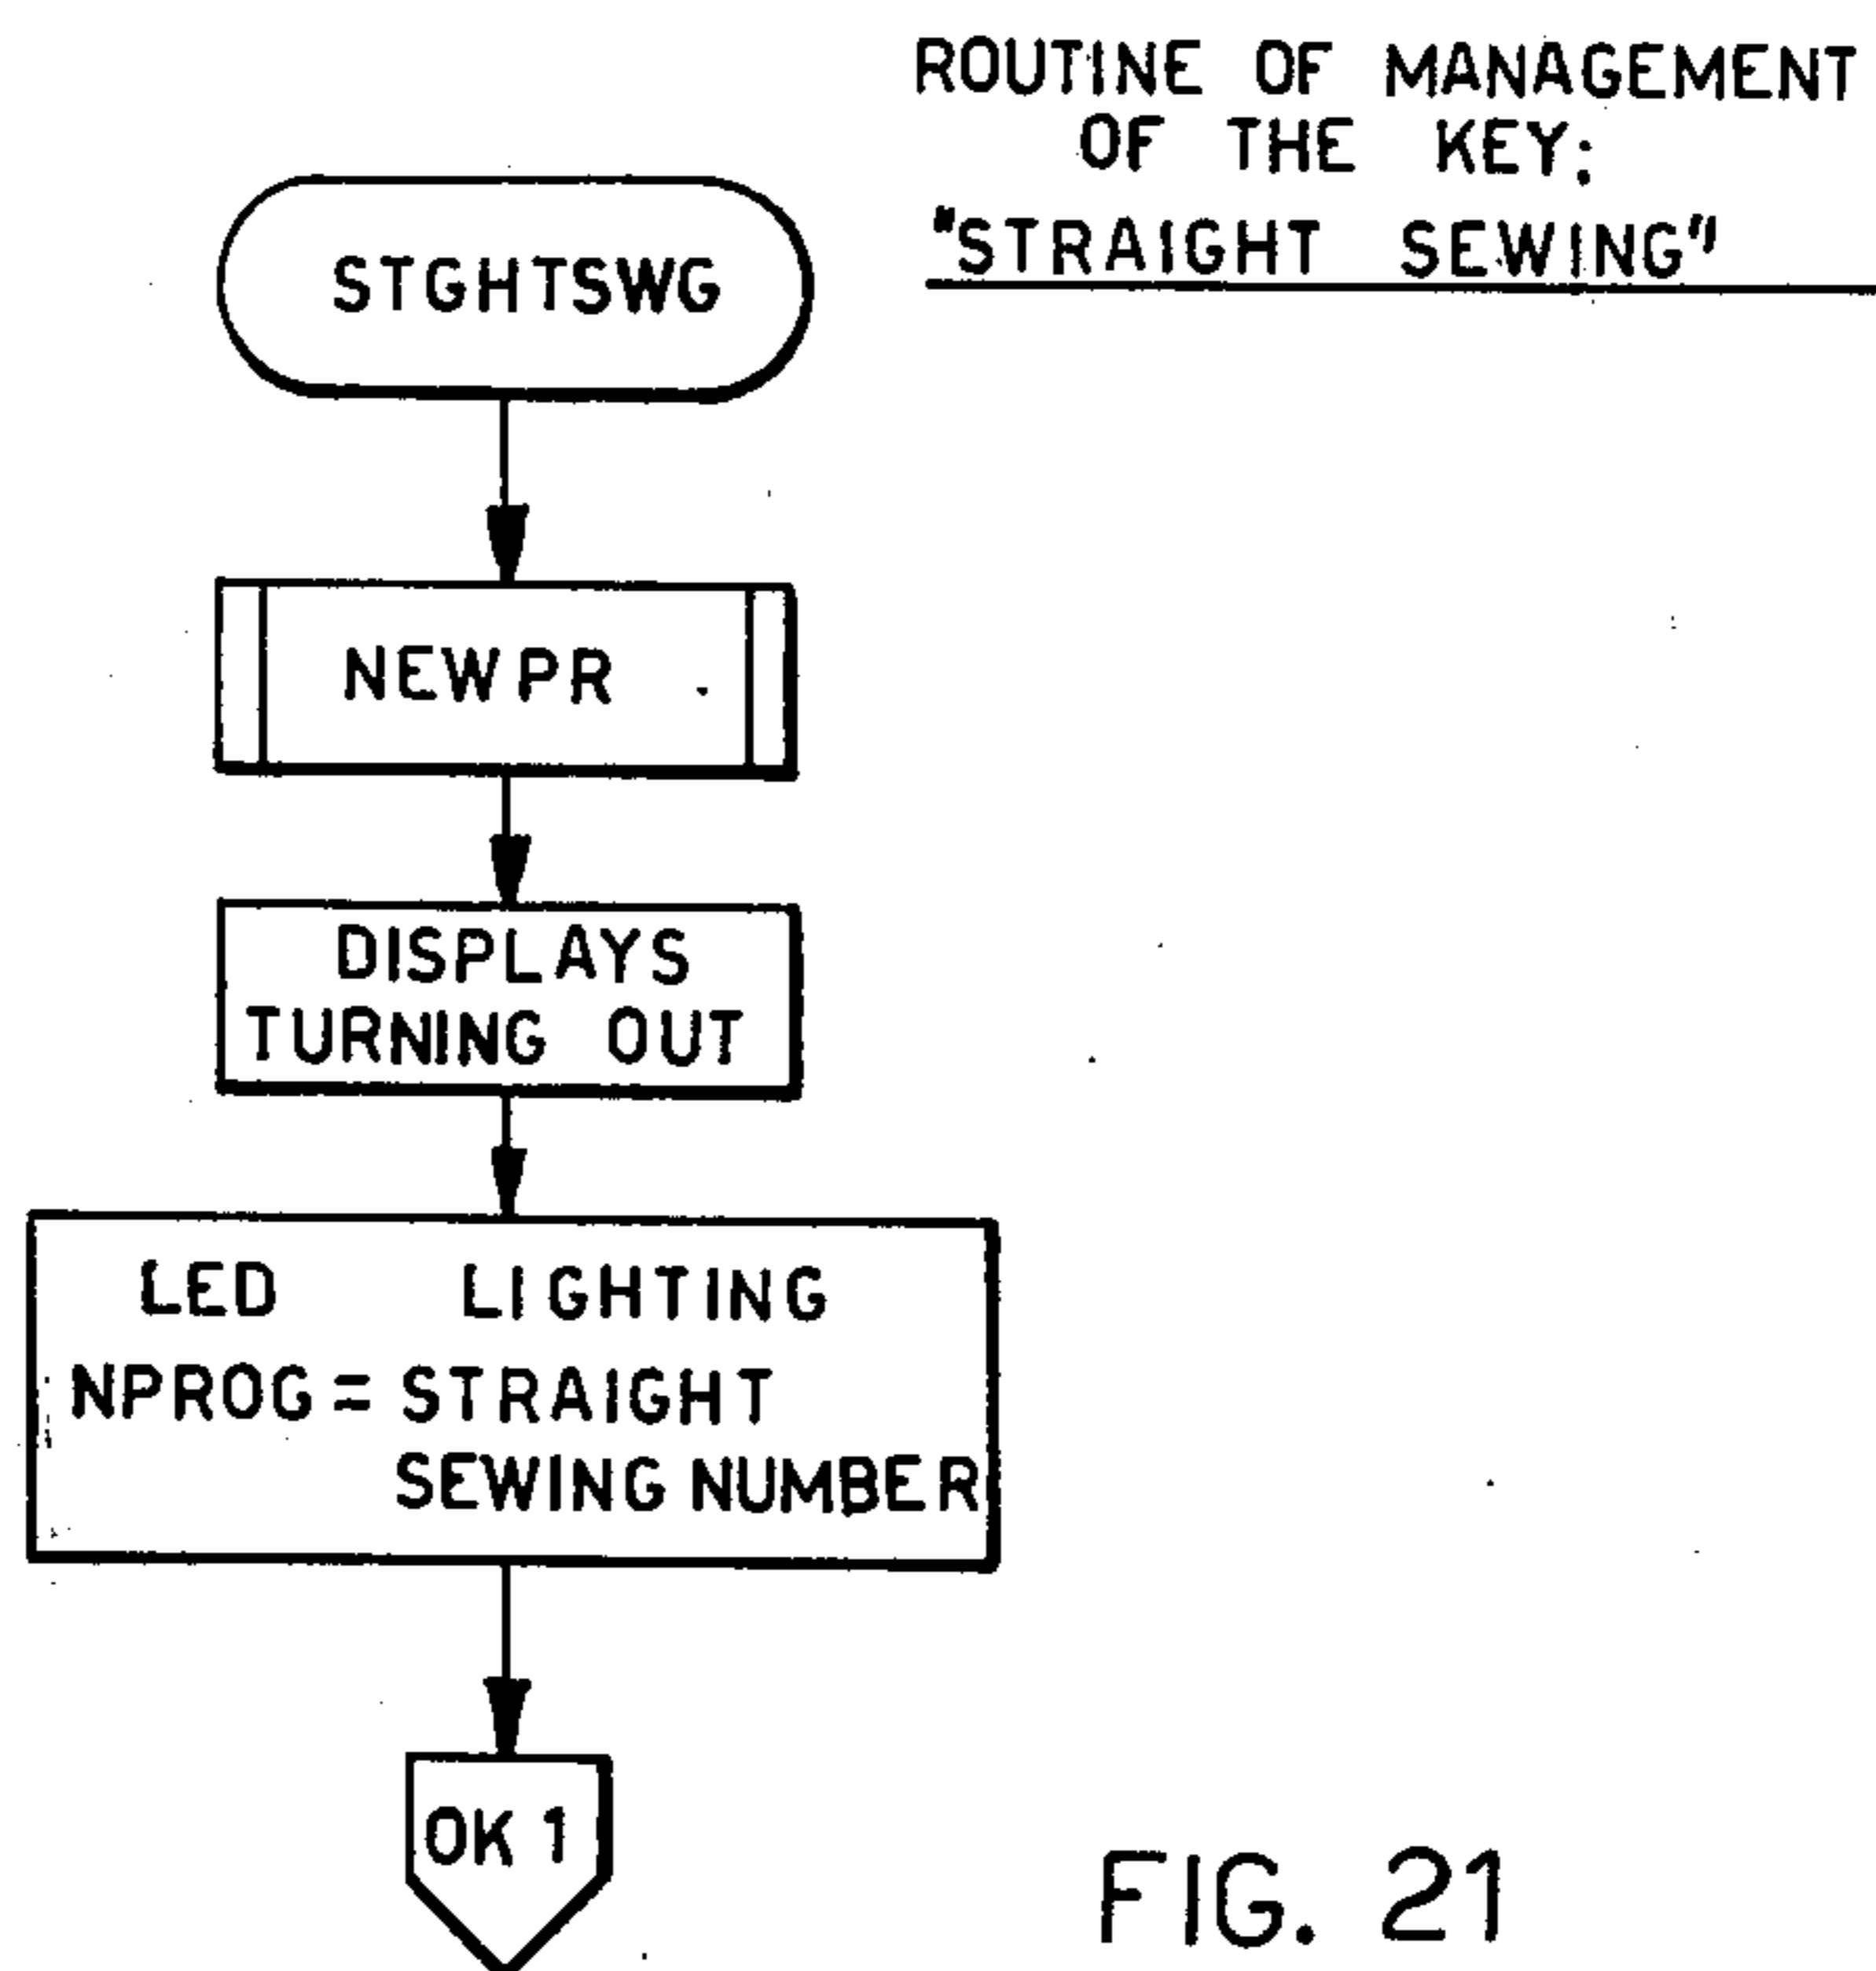 ROUTINE OF MANAGEMENT
OF THE KEY:
"STRAIGHT SEWING"
STGHTSWG
NEWPR
DISPLAYS
TURNING OUT
LED LIGHTING
NPROG = STRAIGHT
SEWING NUMBER
OK 1
FIG. 21